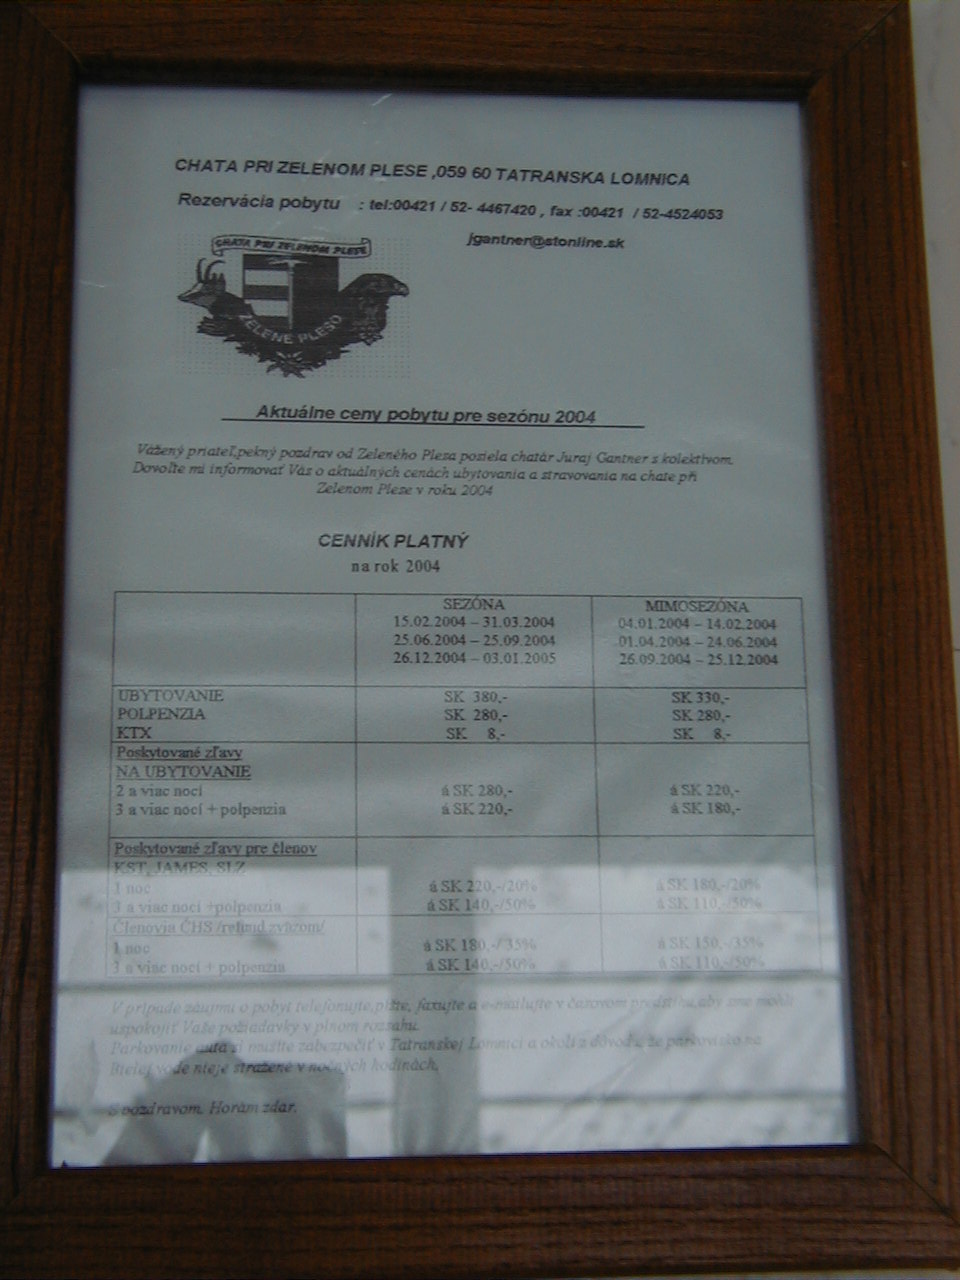 CHATA PRI ZELENOM PLESE ,059 60 TATRANSKA LOMNICA
Rezervácia pobytu : tel:00421 / 52- 4467420 , fax :00421 / 52-4524053
jgantner@stonline.sk
CHATA PRI ZELENOM PLESE
ZELENE PLESO
Aktuálne ceny pobytu pre sezónu 2004
Vážený priateľ,pekný pozdrav od Zeleného Plesa posiela chatár Juraj Gantner s kolektívom.
Dovoľte mi informovať Vás o aktuálnych cenách ubytovania a stravovania na chate při
Zelenom Plese v roku 2004
CENNÍK PLATNÝ
na rok 2004
SEZÓNA MIMOSEZÓNA
15.02.2004 – 31.03.2004 04.01.2004 – 14.02.2004
25.06.2004 – 25.09.2004 01.04.2004 – 24.06.2004
26.12.2004 – 03.01.2005 26.09.2004 – 25.12.2004
UBYTOVANIE SK 380,- SK 330,-
POLPENZIA SK 280,- SK 280,-
KTX SK 8,- SK 8,-
Poskytované zľavy
NA UBYTOVANIE
2 a viac nocí á SK 280,- á SK 220,-
3 a viac nocí + polpenzia á SK 220,- á SK 180,-
Poskytované zľavy pre členov
KST, JAMES, SLZ
1 noc á SK 220,-/20% á SK 180,-/20%
3 a viac nocí +polpenzia á SK 140,-/50% á SK 110,-/50%
Členovia ČHS /refund zväzom/
1 noc á SK 180,-/35% á SK 150,-/35%
3 a viac nocí + polpenzia á SK 140,-/50% á SK 110,-/50%
V prípade záujmu o pobyt telefonujte,píšte, faxujte a e-mailujte v časovom predstihu,aby sme mohli
uspokojiť Vaše požiadavky v plnom rozsahu.
Parkovanie auta si musíte zabezpečiť v Tatranskej Lomnici a okolí z dôvodu, že parkovisko na
Bielej vode nieje strážené v nočných hodinách.
S pozdravom. Horám zdar.